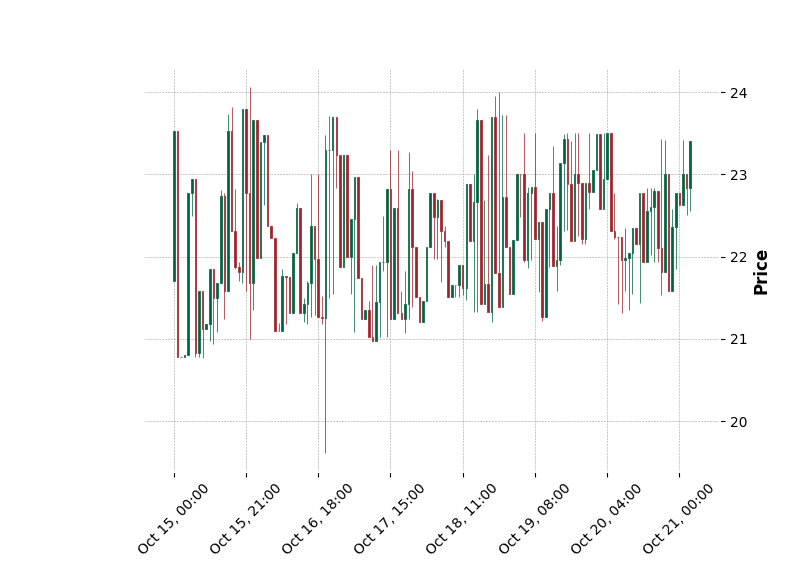 24
23
22
21
20
Price
Oct 15, 00:00
Oct 15, 21:00
Oct 16, 18:00
Oct 17, 15:00
Oct 18, 11:00
Oct 19, 08:00
Oct 20, 04:00
Oct 21, 00:00